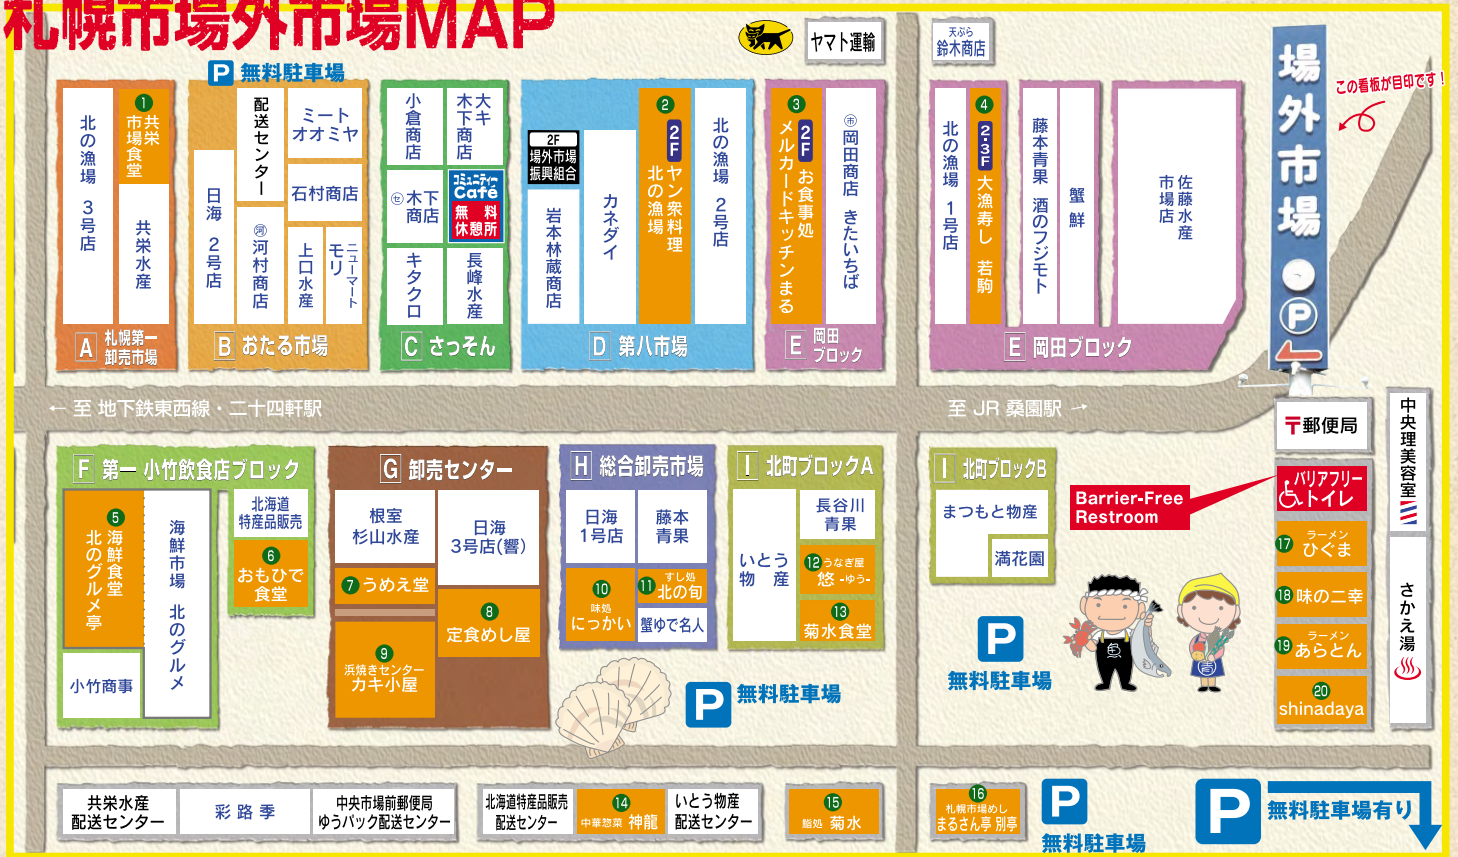 札幌市場外市場MAP
P 無料駐車場
ヤマト運輸
天ぷら
鈴木商店
場外市場
P
この看板が目印です!
北の漁場 3号店
1
共栄
市場食堂
共栄水産
A 札幌第一
卸売市場
日海 2号店
配送センター
ミート
オオミヤ
石村商店
㋕河村商店
上口水産
ニューマート
モリ
B おたる市場
小倉商店
大キ
木下商店
㋝木下
商店
コミュニティー
Café
無料
休憩所
キタクロ
長峰水産
C さっそん
2F
場外市場
振興組合
岩本林蔵商店
カネダイ
2
2F
ヤン衆料理
北の漁場
北の漁場 2号店
D 第八市場
3
2F お食事処
メルカードキッチンまる
㋑岡田商店 きたいちば
E 岡田
ブロック
北の漁場 1号店
4
2・3F
大漁寿し 若駒
藤本青果 酒のフジモト
蟹鮮
佐藤水産
市場店
E 岡田ブロック
← 至 地下鉄東西線・二十四軒駅
至 JR 桑園駅 →
〒郵便局
中央理美容室
F 第一 小竹飲食店ブロック
5
海鮮食堂
北のグルメ亭
海鮮市場 北のグルメ
小竹商事
北海道
特産品販売
6
おもひで
食堂
G 卸売センター
根室
杉山水産
日海
3号店(響)
7 うめえ堂
8
定食めし屋
9
浜焼きセンター
カキ小屋
H 総合卸売市場
日海
1号店
藤本
青果
10
味処
にっかい
11 すし処
北の旬
蟹ゆで名人
I 北町ブロックA
いとう
物産
長谷川
青果
12 うなぎ屋
悠 -ゆう-
13
菊水食堂
I 北町ブロックB
まつもと物産
満花園
Barrier-Free
Restroom
バリアフリー
トイレ
17 ラーメン
ひぐま
18 味の二幸
19 ラーメン
あらとん
20
shinadaya
さかえ湯
P
無料駐車場
P 無料駐車場
共栄水産
配送センター
彩路季
中央市場前郵便局
ゆうパック配送センター
北海道特産品販売
配送センター
14
中華惣菜 神龍
いとう物産
配送センター
15
鮨処 菊水
16
札幌市場めし
まるさん亭 別亭
P
無料駐車場
P 無料駐車場有り